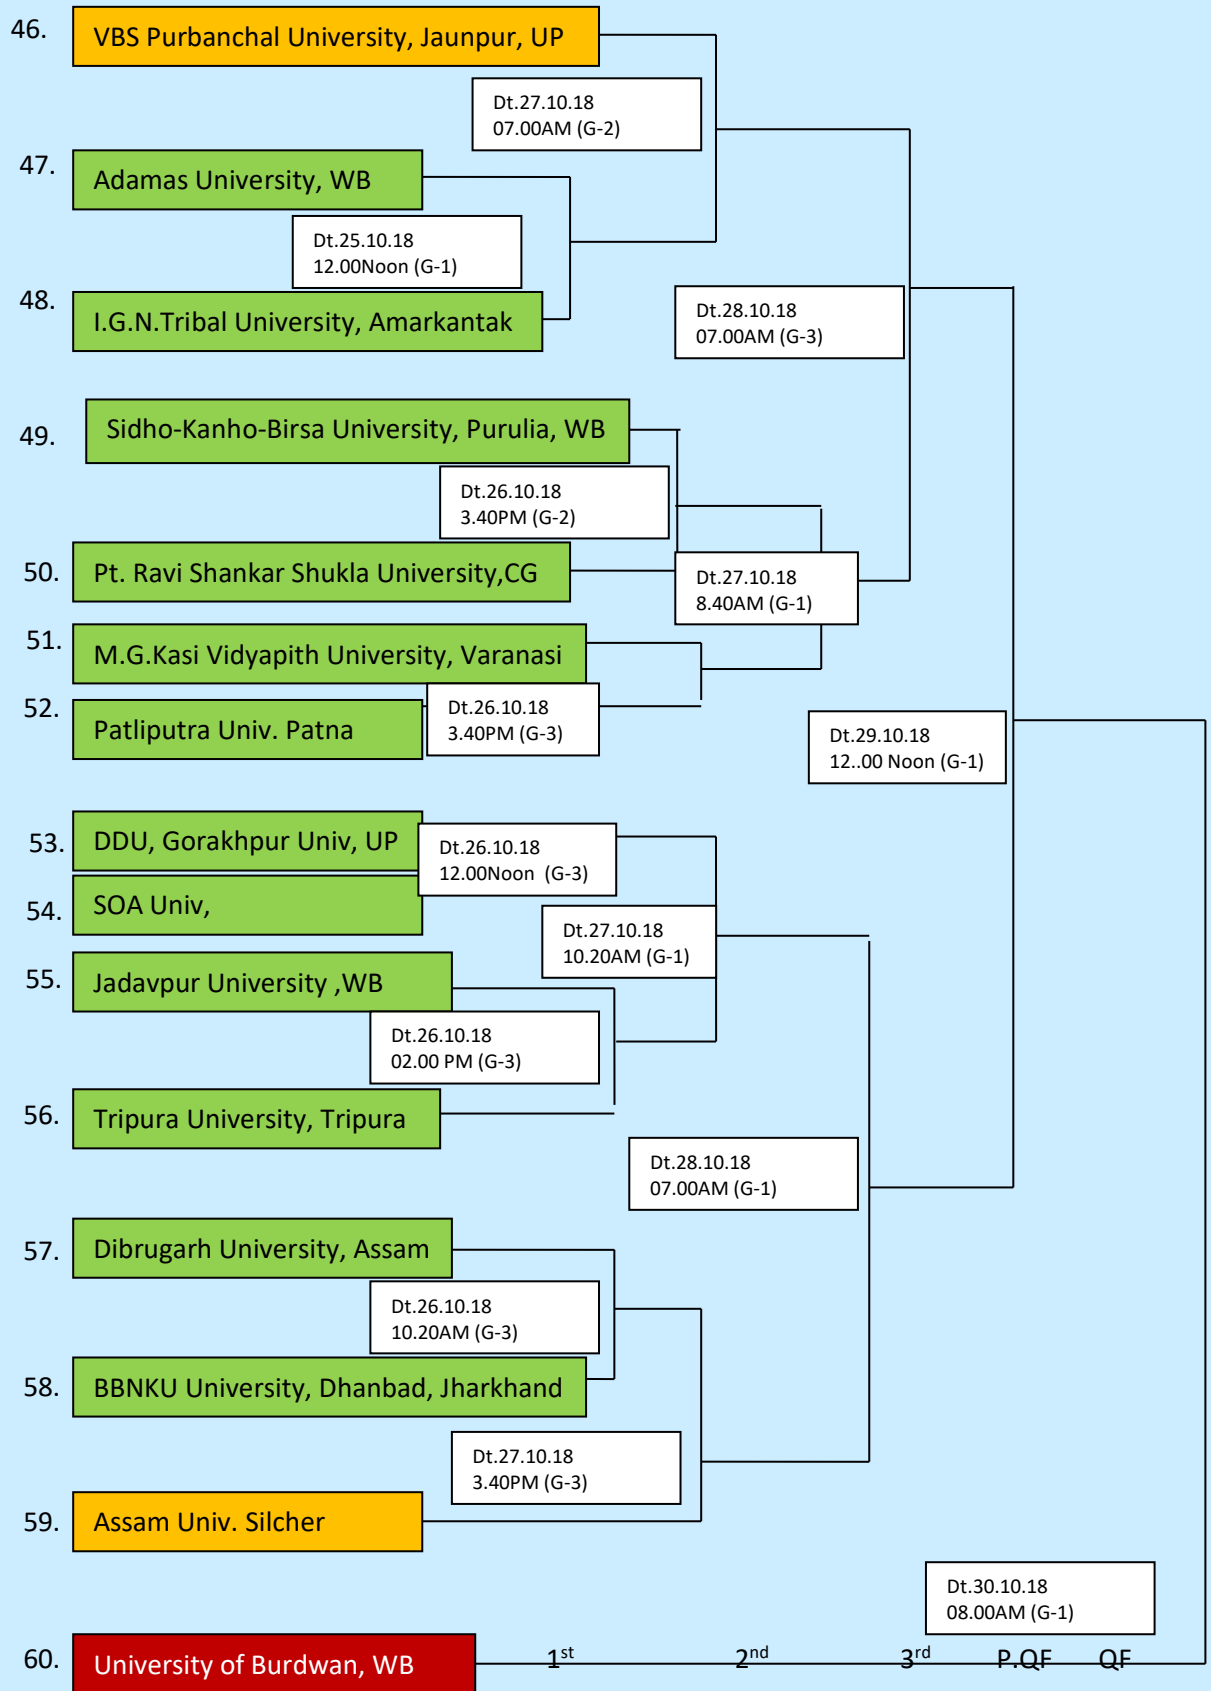 46. VBS Purbanchal University, Jaunpur, UP
Dt.27.10.18
07.00AM (G-2)
47. Adamas University, WB
Dt.25.10.18
12.00Noon (G-1)
48. I.G.N.Tribal University, Amarkantak
Dt.28.10.18
07.00AM (G-3)
49. Sidho-Kanho-Birsa University, Purulia, WB
Dt.26.10.18
3.40PM (G-2)
50. Pt. Ravi Shankar Shukla University,CG
Dt.27.10.18
8.40AM (G-1)
51. M.G.Kasi Vidyapith University, Varanasi
52. Patliputra Univ. Patna
Dt.26.10.18
3.40PM (G-3)
Dt.29.10.18
12..00 Noon (G-1)
53. DDU, Gorakhpur Univ, UP
Dt.26.10.18
12.00Noon (G-3)
54. SOA Univ,
Dt.27.10.18
10.20AM (G-1)
55. Jadavpur University ,WB
Dt.26.10.18
02.00 PM (G-3)
56. Tripura University, Tripura
Dt.28.10.18
07.00AM (G-1)
57. Dibrugarh University, Assam
Dt.26.10.18
10.20AM (G-3)
58. BBNKU University, Dhanbad, Jharkhand
Dt.27.10.18
3.40PM (G-3)
59. Assam Univ. Silcher
Dt.30.10.18
08.00AM (G-1)
60. University of Burdwan, WB 1st 2nd 3rd P.QF QF